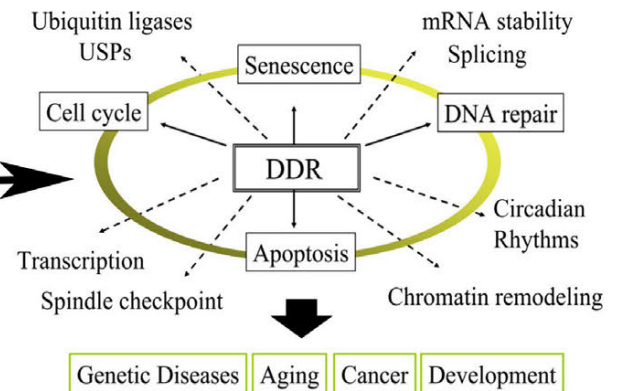 Ubiquitin ligases
USPs
mRNA stability
Splicing
Senescence
Cell cycle
DNA repair
DDR
Circadian
Rhythms
Apoptosis
Transcription
Spindle checkpoint
Chromatin remodeling
Genetic Diseases
Aging
Cancer
Development